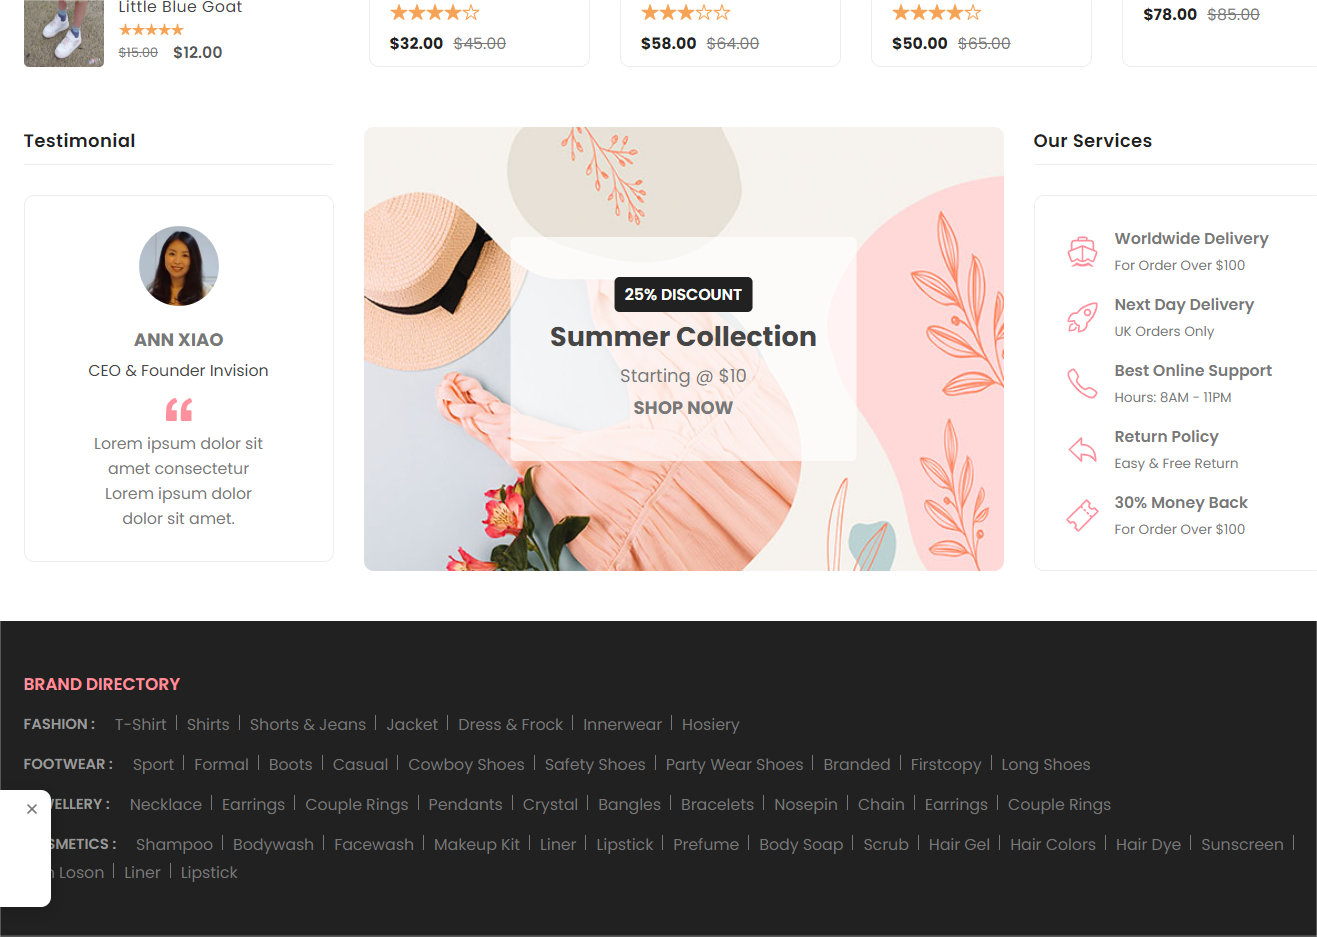 Little Blue Goat
$15.00 $12.00
$32.00 $45.00
$58.00 $64.00
$50.00 $65.00
$78.00 $85.00
Testimonial
ANN XIAO
CEO & Founder Invision
“
Lorem ipsum dolor sit
amet consectetur
Lorem ipsum dolor
dolor sit amet.
25% DISCOUNT
Summer Collection
Starting @ $10
SHOP NOW
Our Services
Worldwide Delivery
For Order Over $100
Next Day Delivery
UK Orders Only
Best Online Support
Hours: 8AM - 11PM
Return Policy
Easy & Free Return
30% Money Back
For Order Over $100
BRAND DIRECTORY
FASHION : T-Shirt | Shirts | Shorts & Jeans | Jacket | Dress & Frock | Innerwear | Hosiery
FOOTWEAR : Sport | Formal | Boots | Casual | Cowboy Shoes | Safety Shoes | Party Wear Shoes | Branded | Firstcopy | Long Shoes
VELLERY : Necklace | Earrings | Couple Rings | Pendants | Crystal | Bangles | Bracelets | Nosepin | Chain | Earrings | Couple Rings
SMETICS : Shampoo | Bodywash | Facewash | Makeup Kit | Liner | Lipstick | Prefume | Body Soap | Scrub | Hair Gel | Hair Colors | Hair Dye | Sunscreen |
Loson | Liner | Lipstick